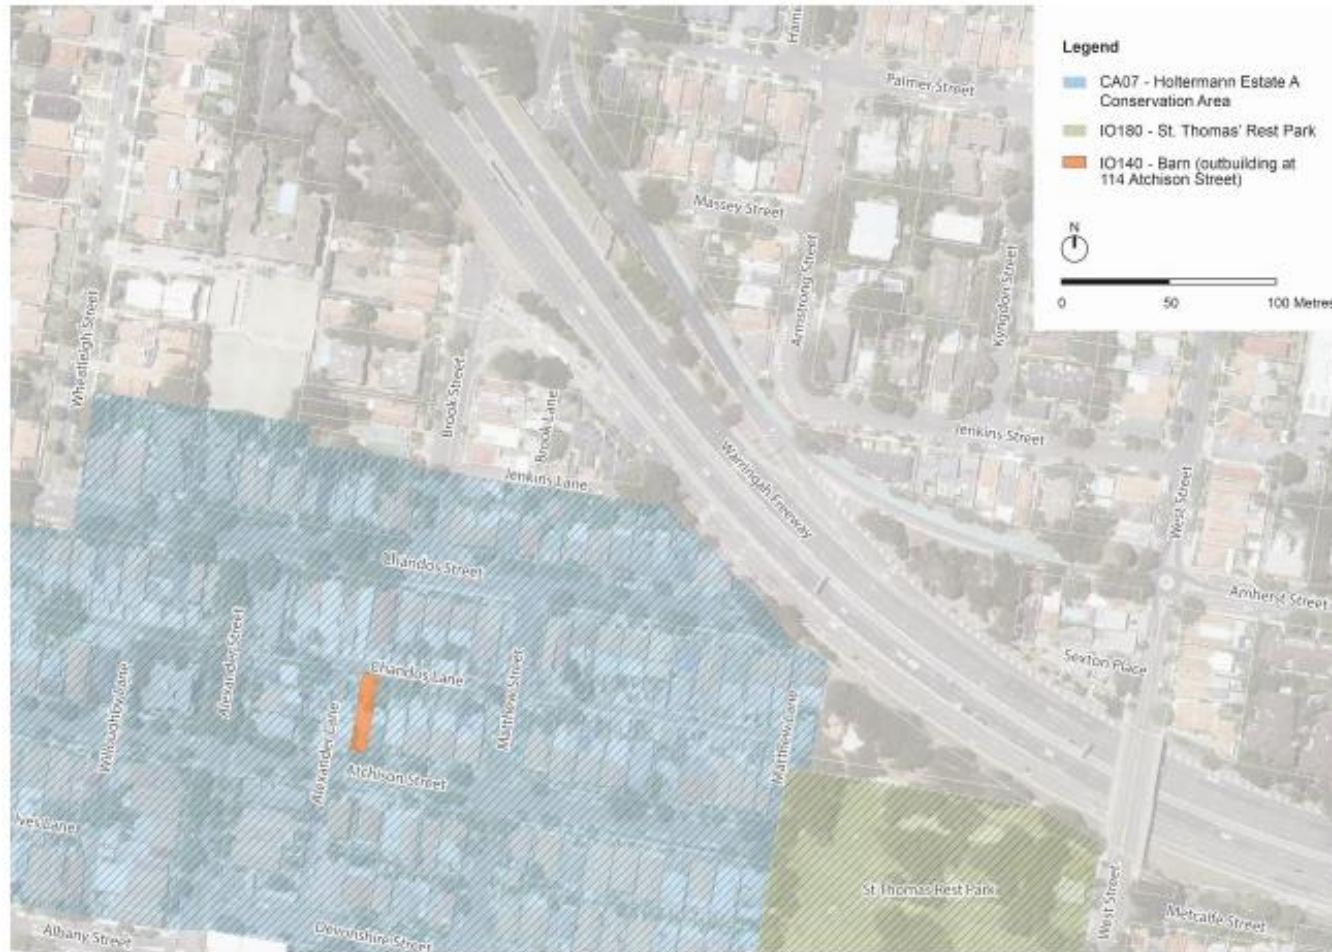 Legend
CA07 - Holtermann Estate A
Conservation Area
IO180 - St. Thomas' Rest Park
IO140 - Barn (outbuilding at
114 Atchison Street)
N
0 50 100 Metres
Palmer Street
Massey Street
Armstrong Street
Kyngdon Street
Wheatleigh Street
Brook Street
Brook Lane
Jenkins Lane
Jenkins Street
Warringah Freeway
West Street
Amherst Street
Sexton Place
Chandos Street
Alexander Street
Chandos Lane
Matthew Street
Willoughby Lane
Alexander Lane
Atchison Street
Matthew Lane
St Thomas Rest Park
West Street
Metcalfe Street
Albany Street
Devonshire Street